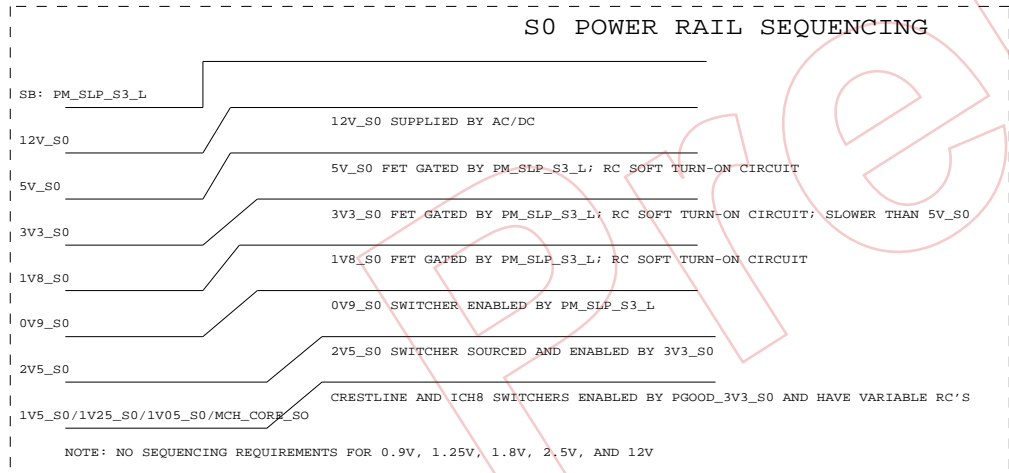 S0 POWER RAIL SEQUENCING
SB: PM_SLP_S3_L
12V_S0 SUPPLIED BY AC/DC
12V_S0
5V_S0 FET GATED BY PM_SLP_S3_L; RC SOFT TURN-ON CIRCUIT
5V_S0
3V3_S0 FET GATED BY PM_SLP_S3_L; RC SOFT TURN-ON CIRCUIT; SLOWER THAN 5V_S0
3V3_S0
1V8_S0 FET GATED BY PM_SLP_S3_L; RC SOFT TURN-ON CIRCUIT
1V8_S0
0V9_S0 SWITCHER ENABLED BY PM_SLP_S3_L
0V9_S0
2V5_S0 SWITCHER SOURCED AND ENABLED BY 3V3_S0
2V5_S0
CRESTLINE AND ICH8 SWITCHERS ENABLED BY PGOOD_3V3_S0 AND HAVE VARIABLE RC'S
1V5_S0/1V25_S0/1V05_S0/MCH_CORE_SO
NOTE: NO SEQUENCING REQUIREMENTS FOR 0.9V, 1.25V, 1.8V, 2.5V, AND 12V
Pre